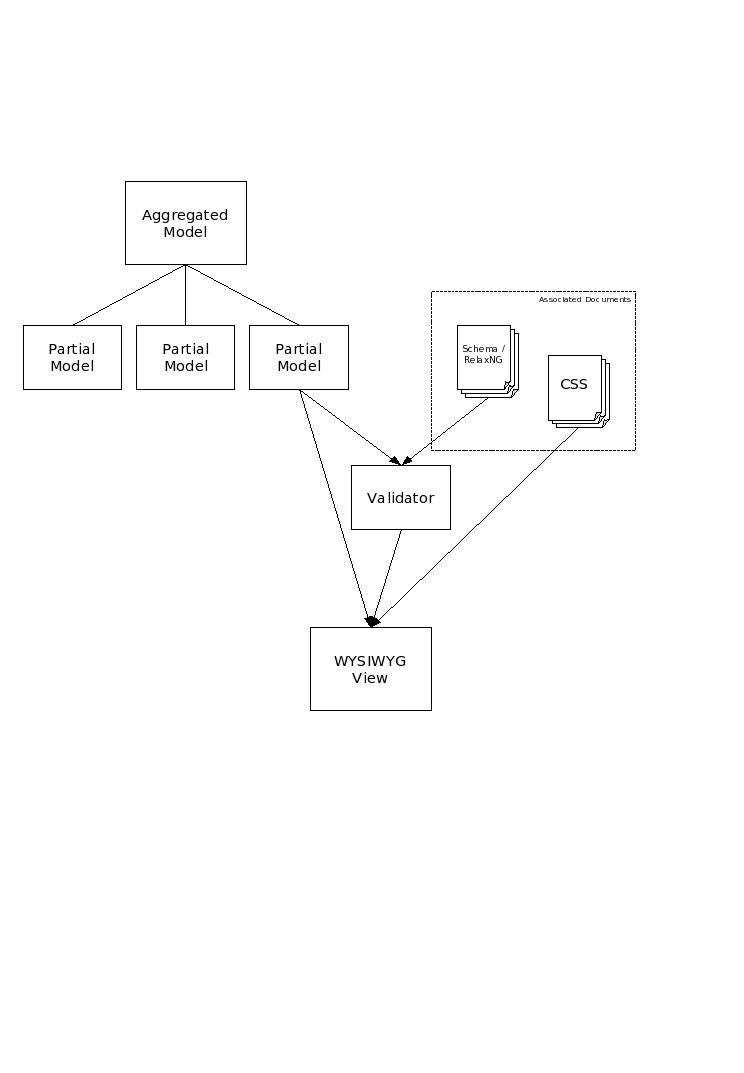 Aggregated
Model
Partial
Model
Partial
Model
Partial
Model
Associated Documents
Schema /
RelaxNG
CSS
Validator
WYSIWYG
View